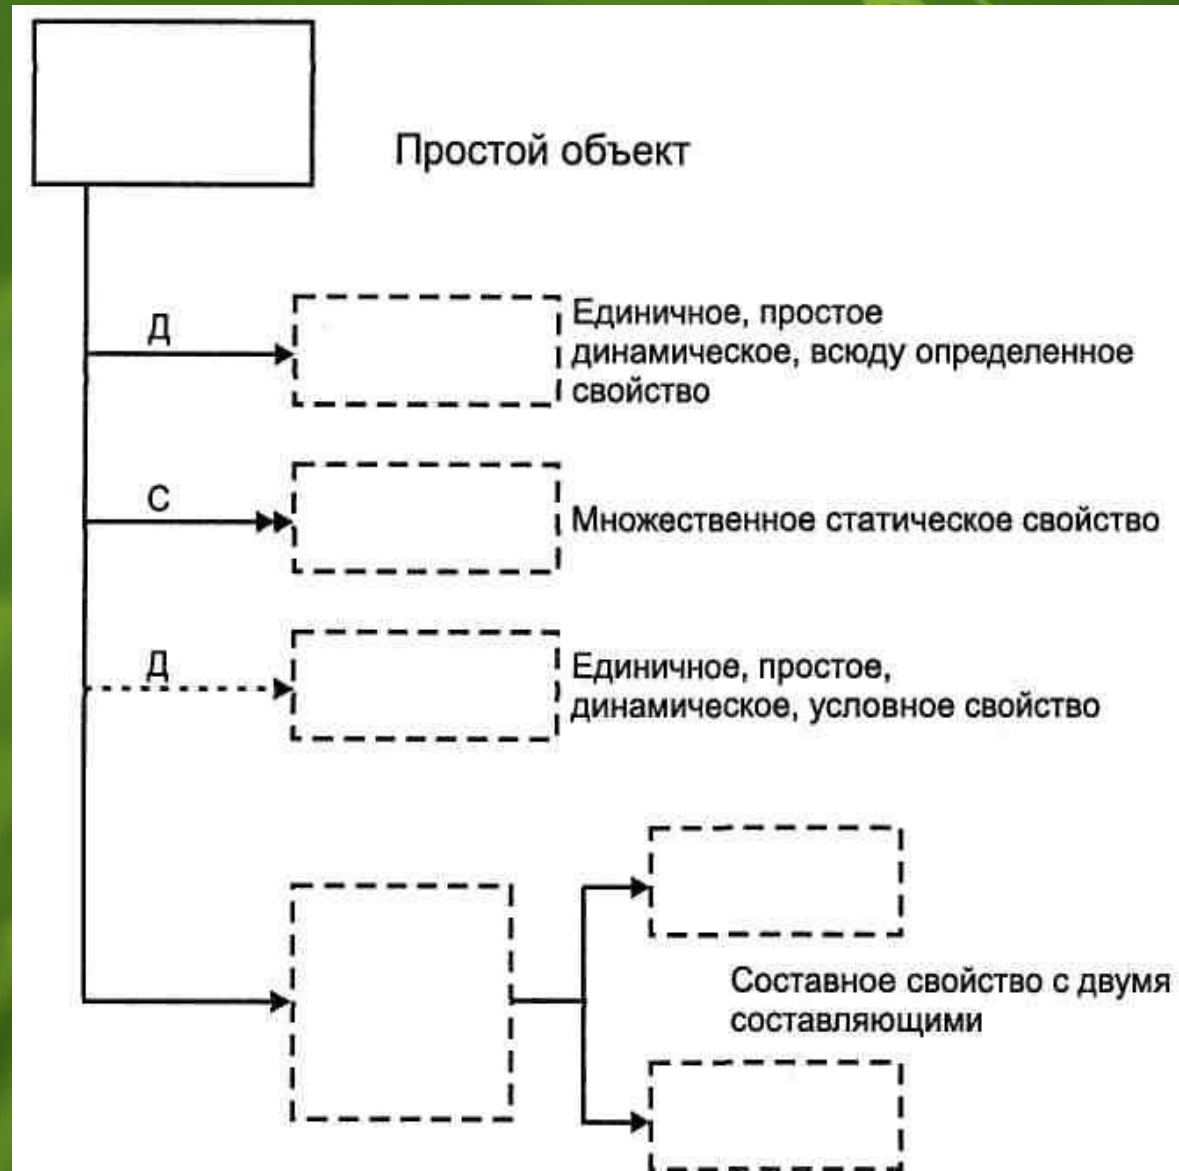 Простой объект
Д
Единичное, простое
динамическое, всюду определенное
свойство
С
Множественное статическое свойство
Д
Единичное, простое,
динамическое, условное свойство
Составное свойство с двумя
составляющими